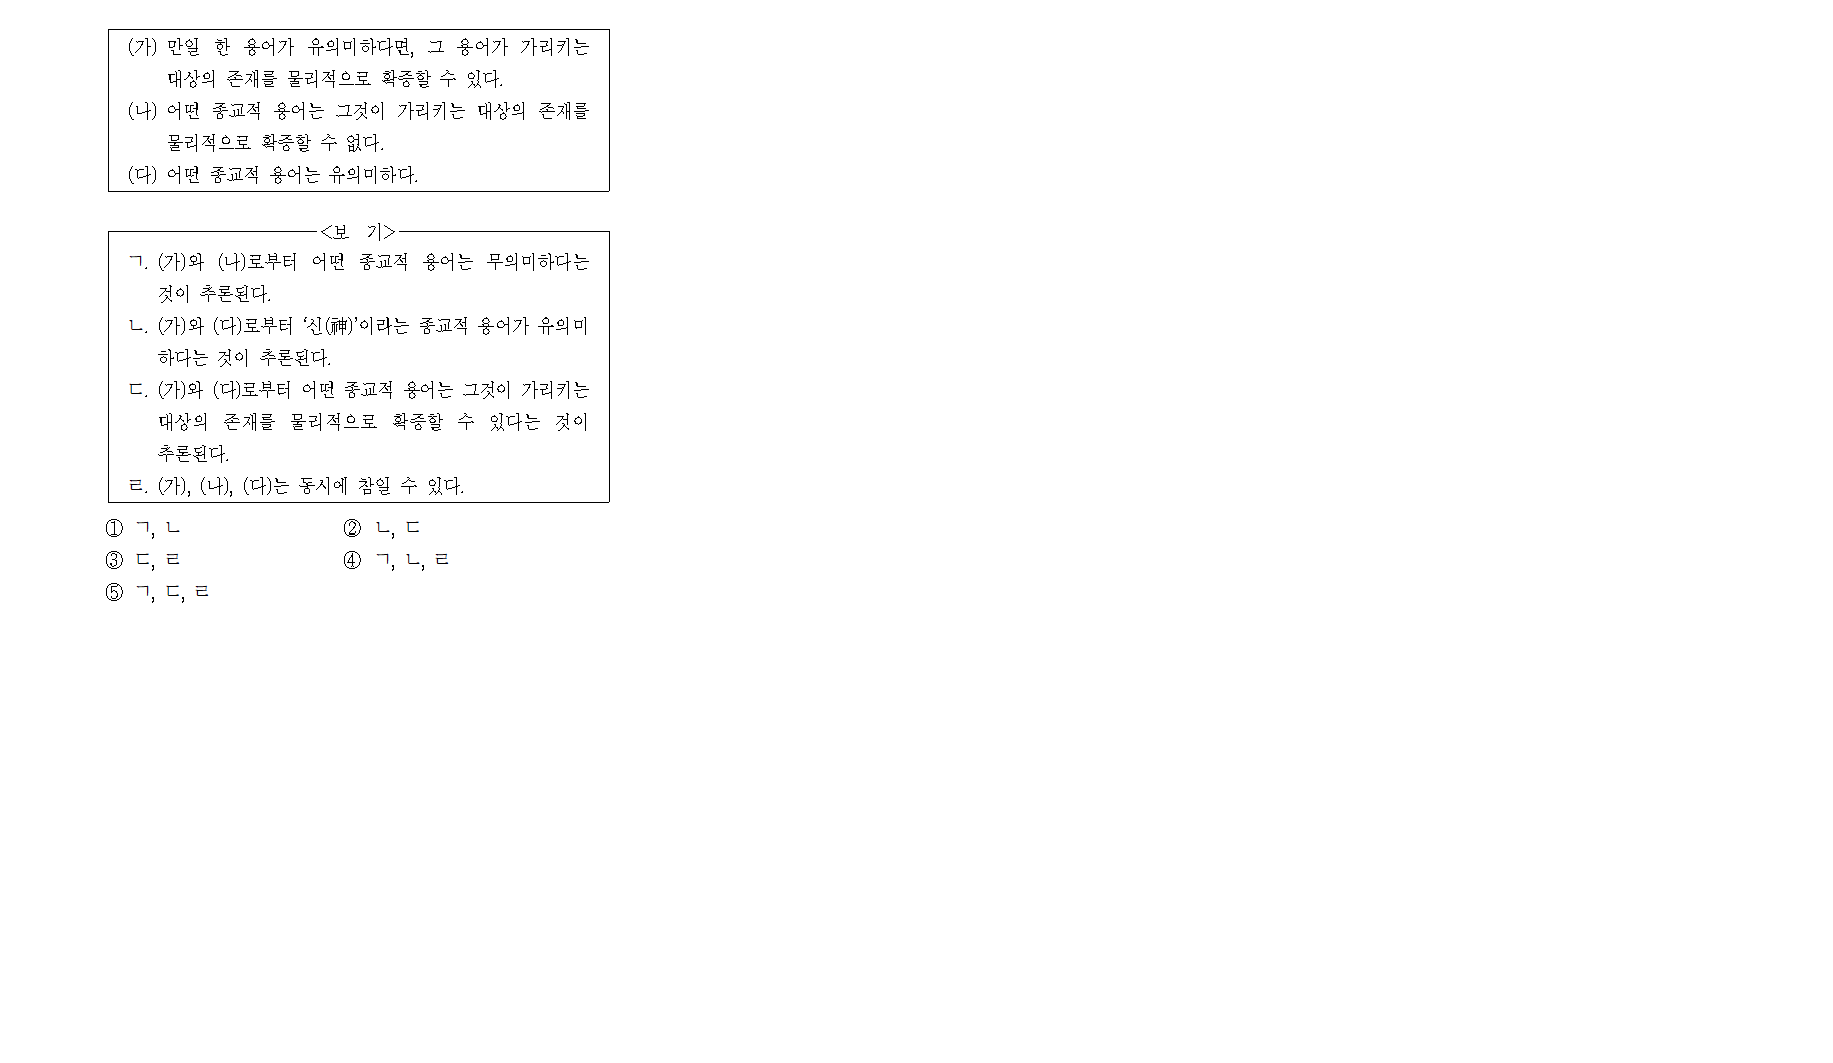 (가) 만일 한 용어가 유의미하다면, 그 용어가 가리키는
대상의 존재를 물리적으로 확증할 수 있다.
(나) 어떤 종교적 용어는 그것이 가리키는 대상의 존재를
물리적으로 확증할 수 없다.
(다) 어떤 종교적 용어는 유의미하다.
<보 기>
ㄱ. (가)와 (나)로부터 어떤 종교적 용어는 무의미하다는
것이 추론된다.
ㄴ. (가)와 (다)로부터 ‘신(神)’이라는 종교적 용어가 유의미
하다는 것이 추론된다.
ㄷ. (가)와 (다)로부터 어떤 종교적 용어는 그것이 가리키는
대상의 존재를 물리적으로 확증할 수 있다는 것이
추론된다.
ㄹ. (가), (나), (다)는 동시에 참일 수 있다.
① ㄱ, ㄴ ② ㄴ, ㄷ
③ ㄷ, ㄹ ④ ㄱ, ㄴ, ㄹ
⑤ ㄱ, ㄷ, ㄹ